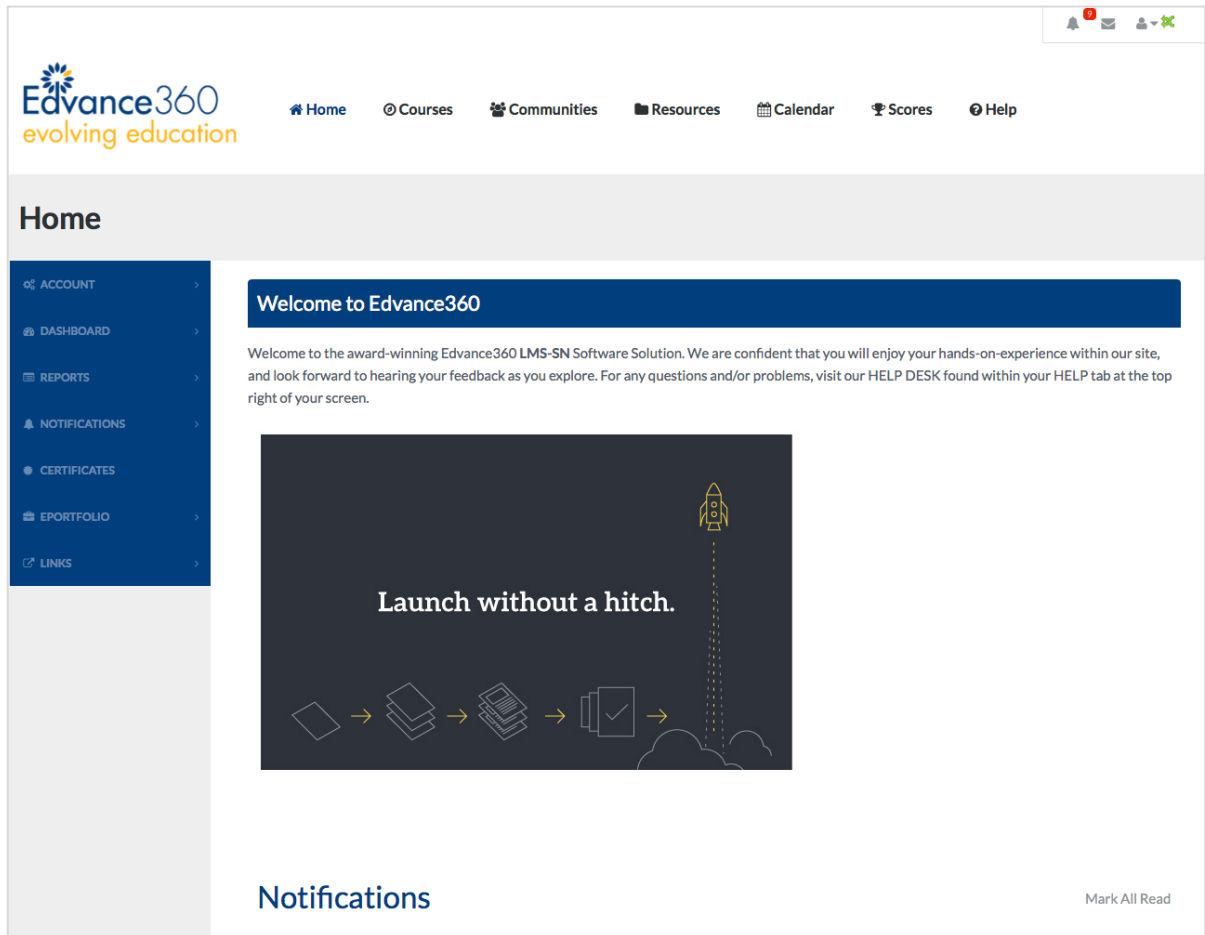 9
Edvance360
evolving education
Home Courses Communities Resources Calendar Scores Help
Home
ACCOUNT
DASHBOARD
REPORTS
NOTIFICATIONS
CERTIFICATES
EPORTFOLIO
LINKS
Welcome to Edvance360
Welcome to the award-winning Edvance360 LMS-SN Software Solution. We are confident that you will enjoy your hands-on-experience within our site,
and look forward to hearing your feedback as you explore. For any questions and/or problems, visit our HELP DESK found within your HELP tab at the top
right of your screen.
Launch without a hitch.
Notifications
Mark All Read